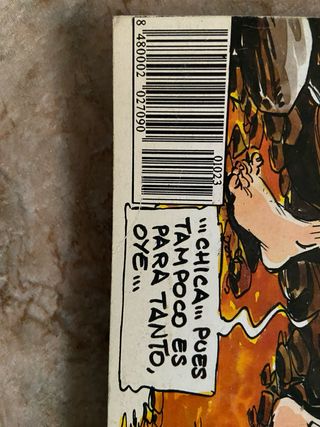 8 480002 027090
01023
¡¡¡CHICA¡¡¡ PUES
TAMPOCO ES
PARA TANTO,
OYE¡¡¡